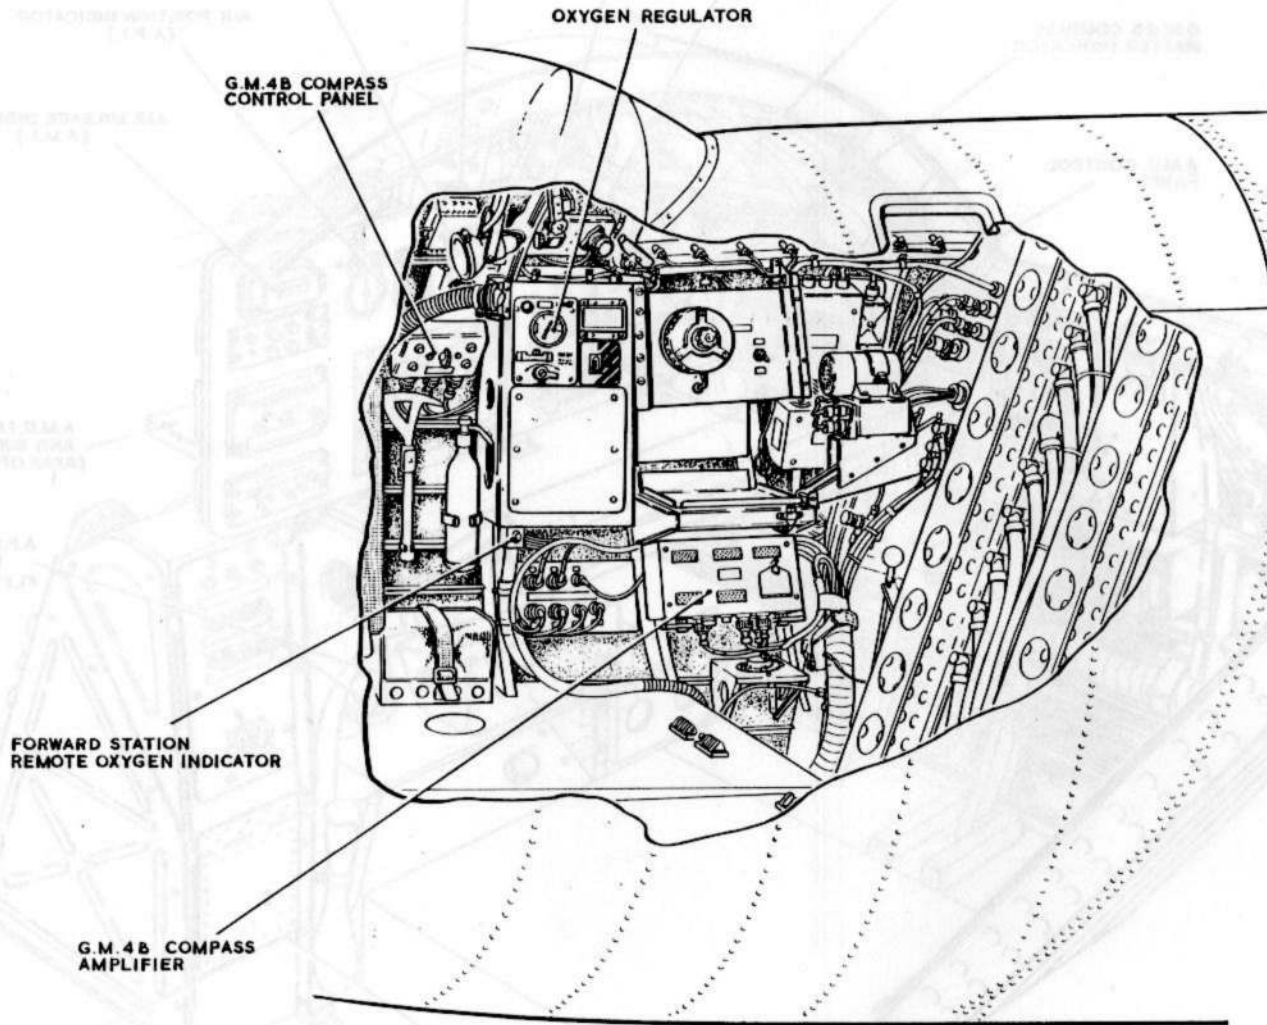 OXYGEN REGULATOR
G.M.4B COMPASS
CONTROL PANEL
FORWARD STATION
REMOTE OXYGEN INDICATOR
G.M.4B COMPASS
AMPLIFIER